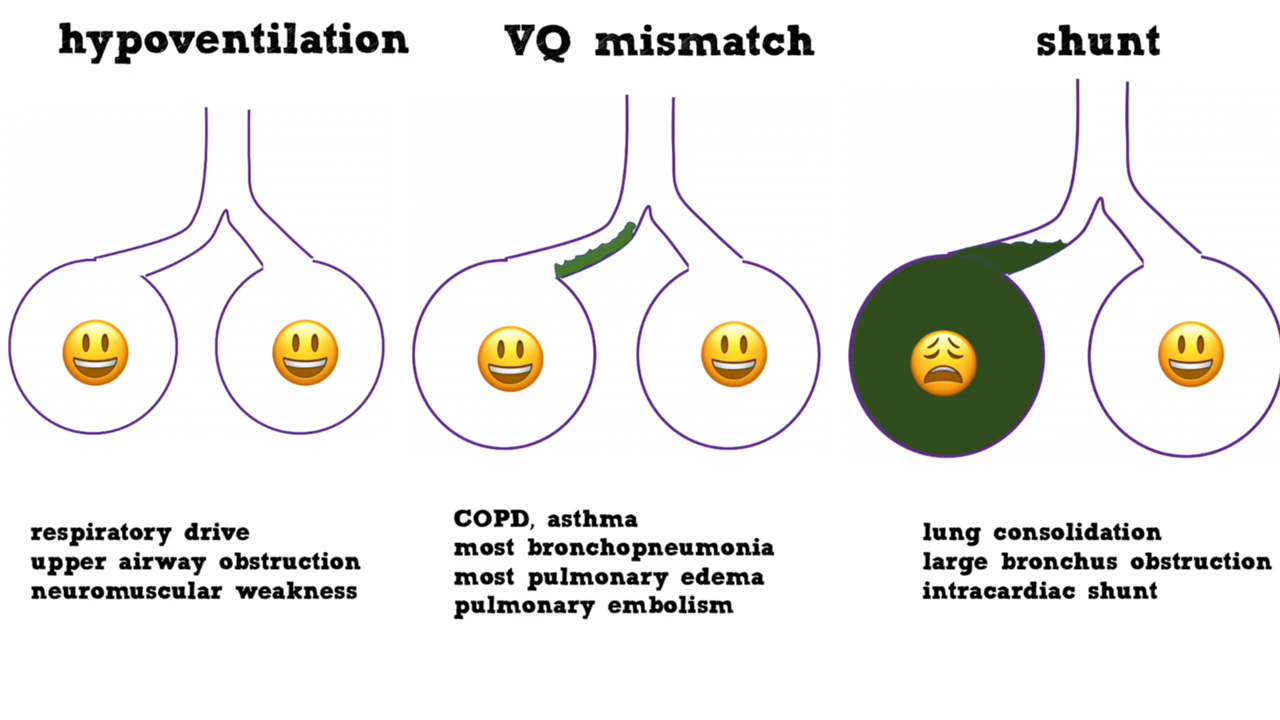 hypoventilation
respiratory drive
upper airway obstruction
neuromuscular weakness
VQ mismatch
COPD, asthma
most bronchopneumonia
most pulmonary edema
pulmonary embolism
shunt
lung consolidation
large bronchus obstruction
intracardiac shunt